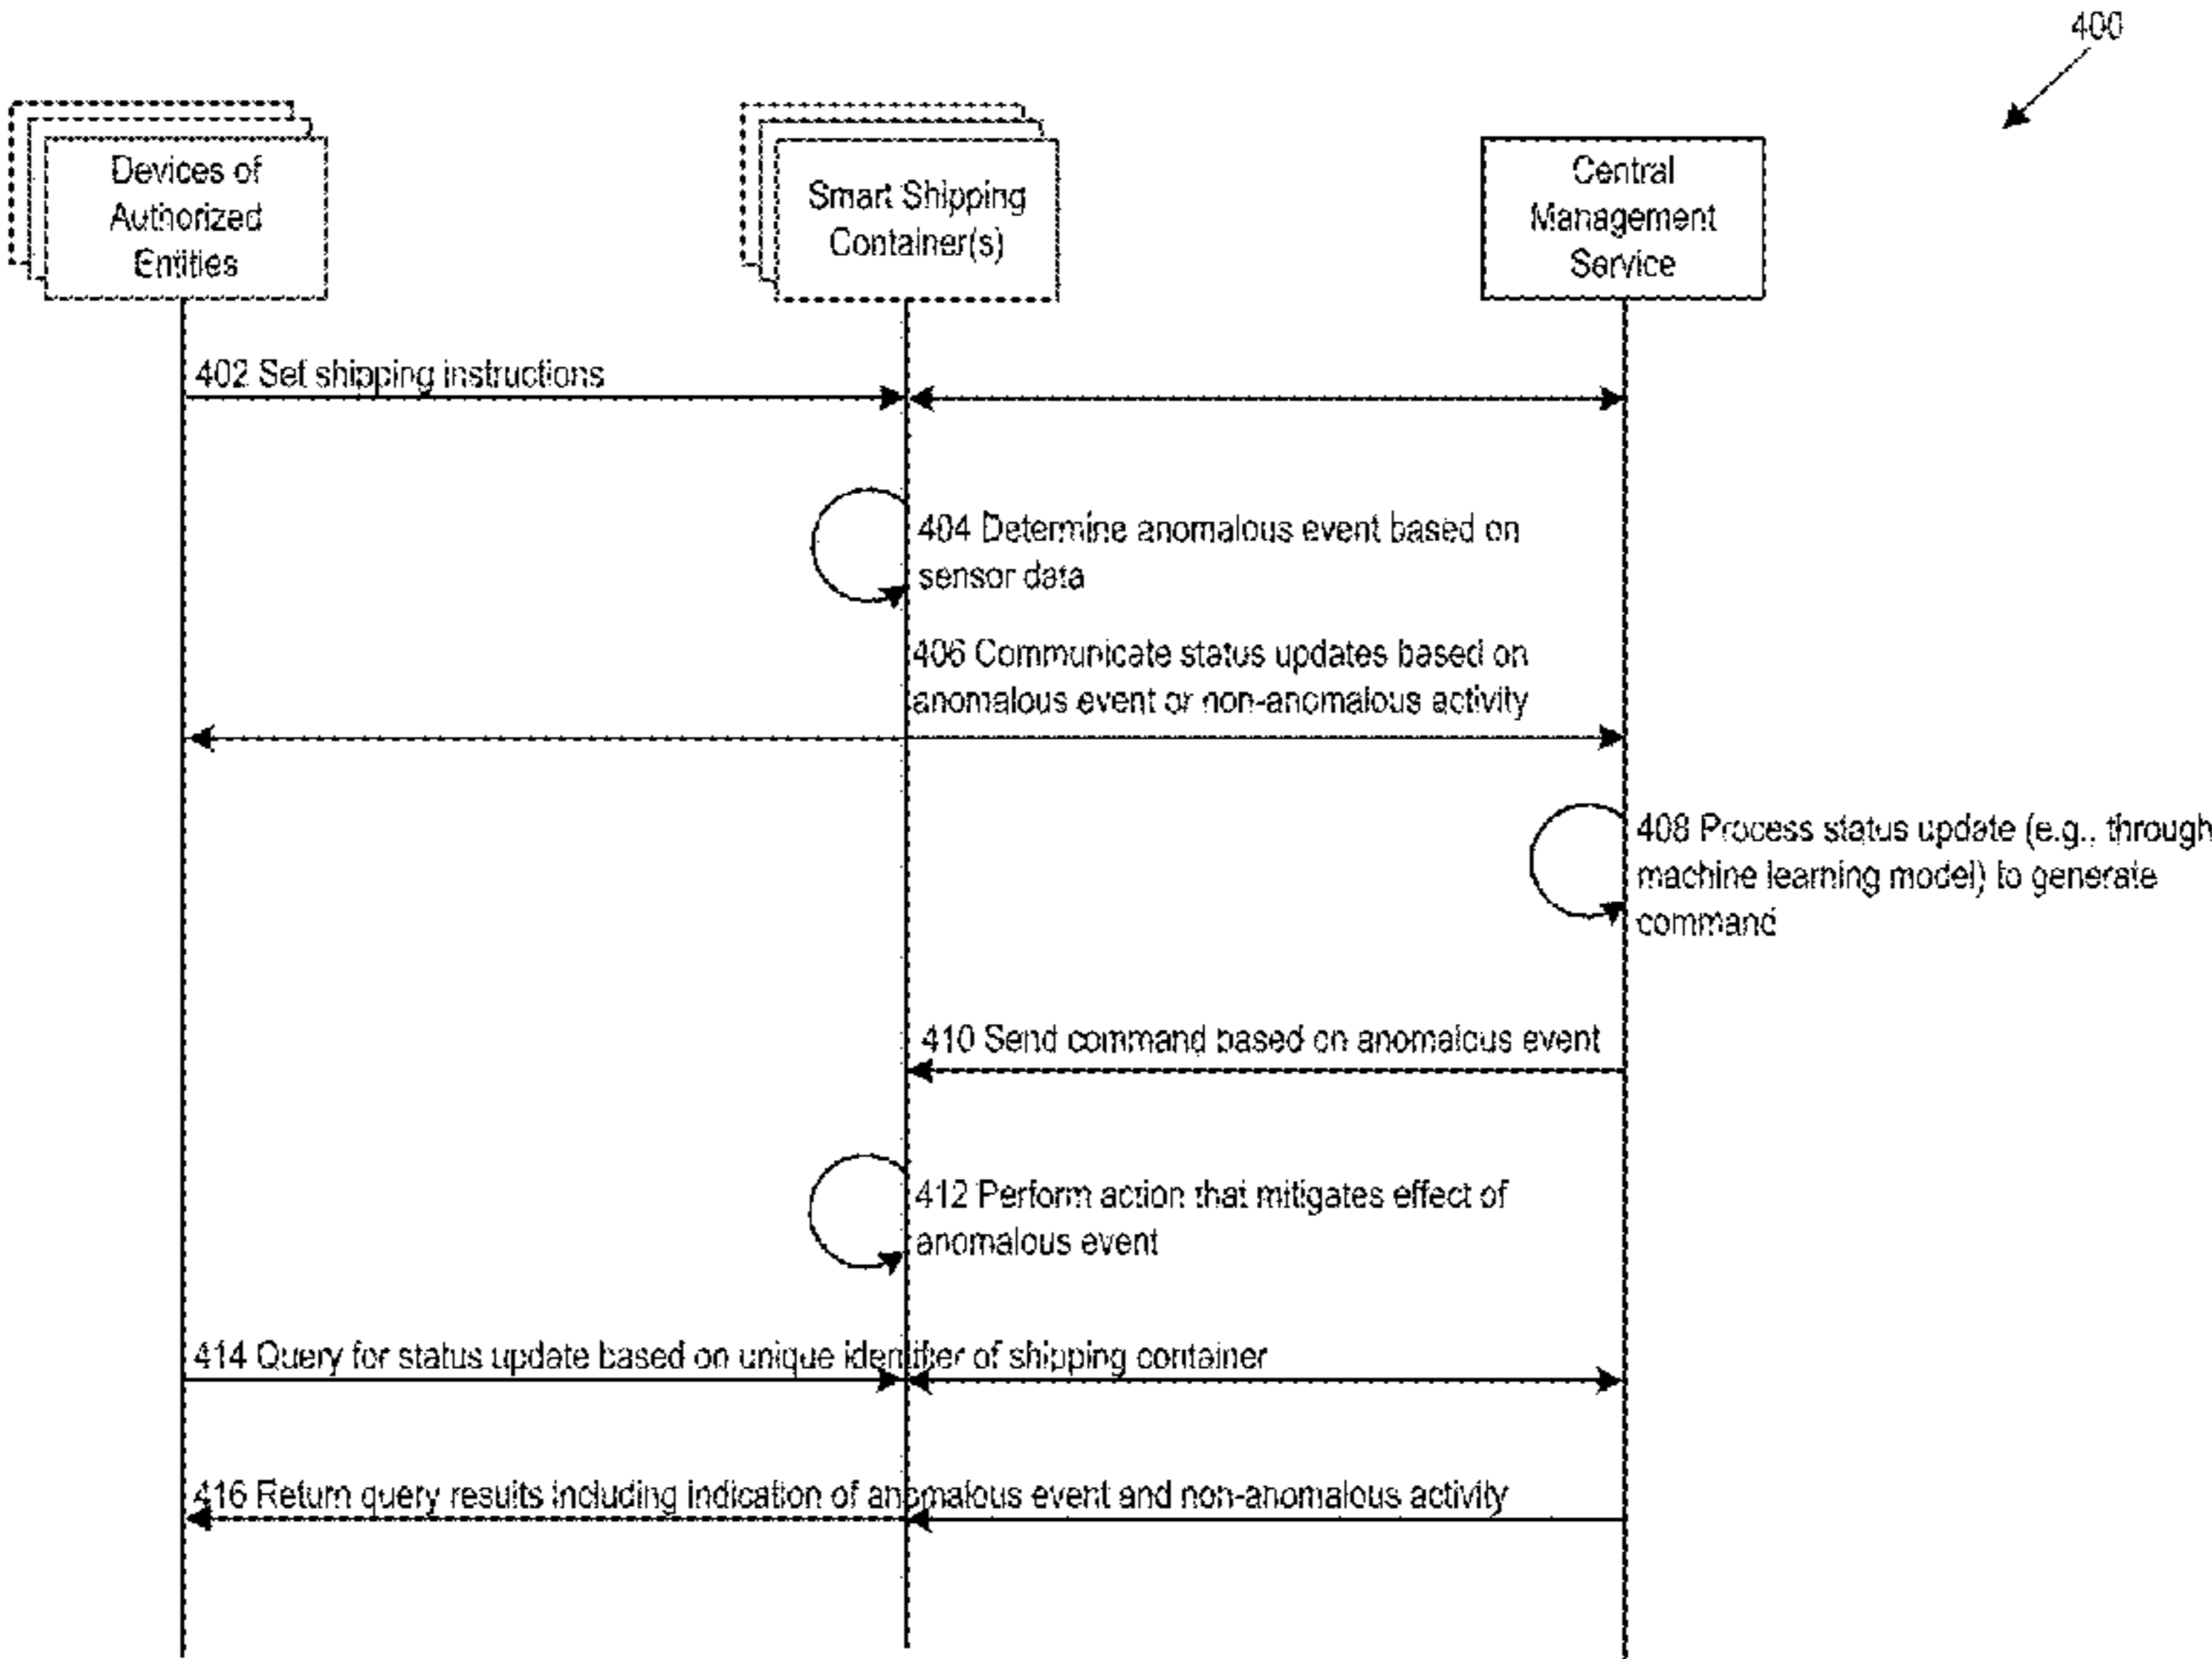 400
Devices of
Authorized
Entities
Smart Shipping
Container(s)
Central
Management
Service
402 Set shipping instructions
404 Determine anomalous event based on
sensor data
406 Communicate status updates based on
anomalous event or non-anomalous activity
408 Process status update (e.g., through
machine learning model) to generate
command
410 Send command based on anomalous event
412 Perform action that mitigates effect of
anomalous event
414 Query for status update based on unique identifier of shipping container
416 Return query results including indication of anomalous event and non-anomalous activity